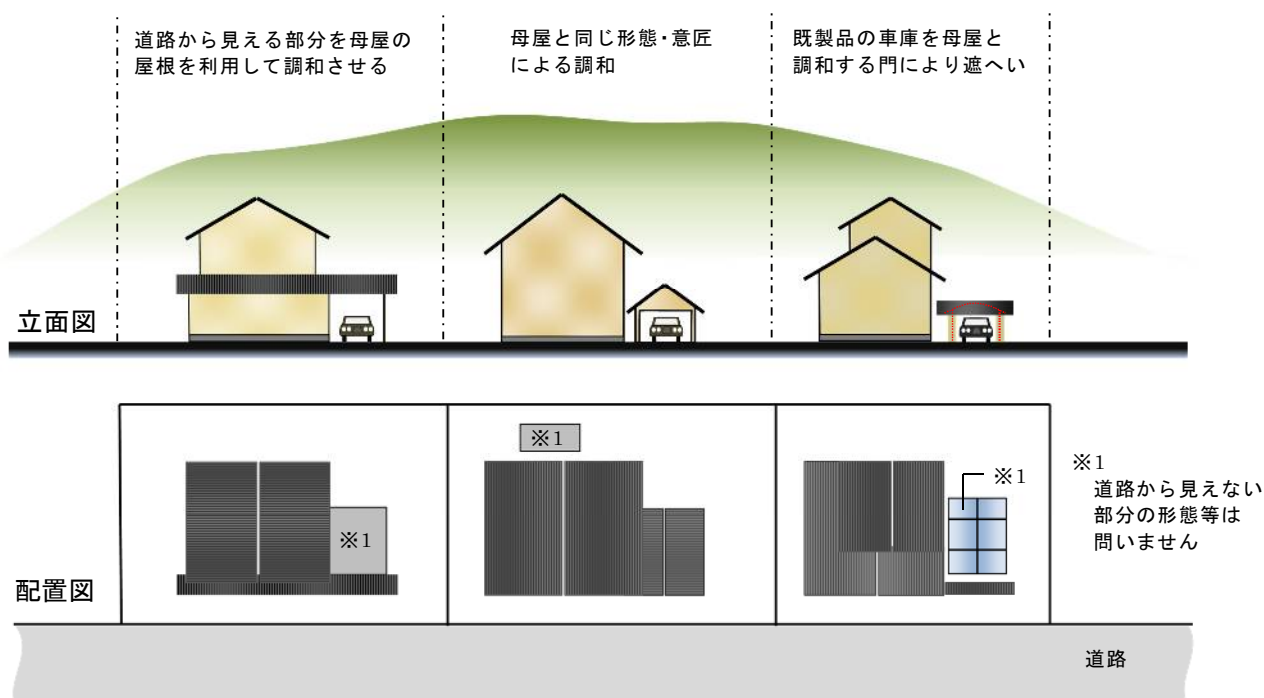 道路から見える部分を母屋の
屋根を利用して調和させる
母屋と同じ形態・意匠
による調和
既製品の車庫を母屋と
調和する門により遮へい
立面図
※1
※1
※1
※1
道路から見えない
部分の形態等は
問いません
配置図
道路